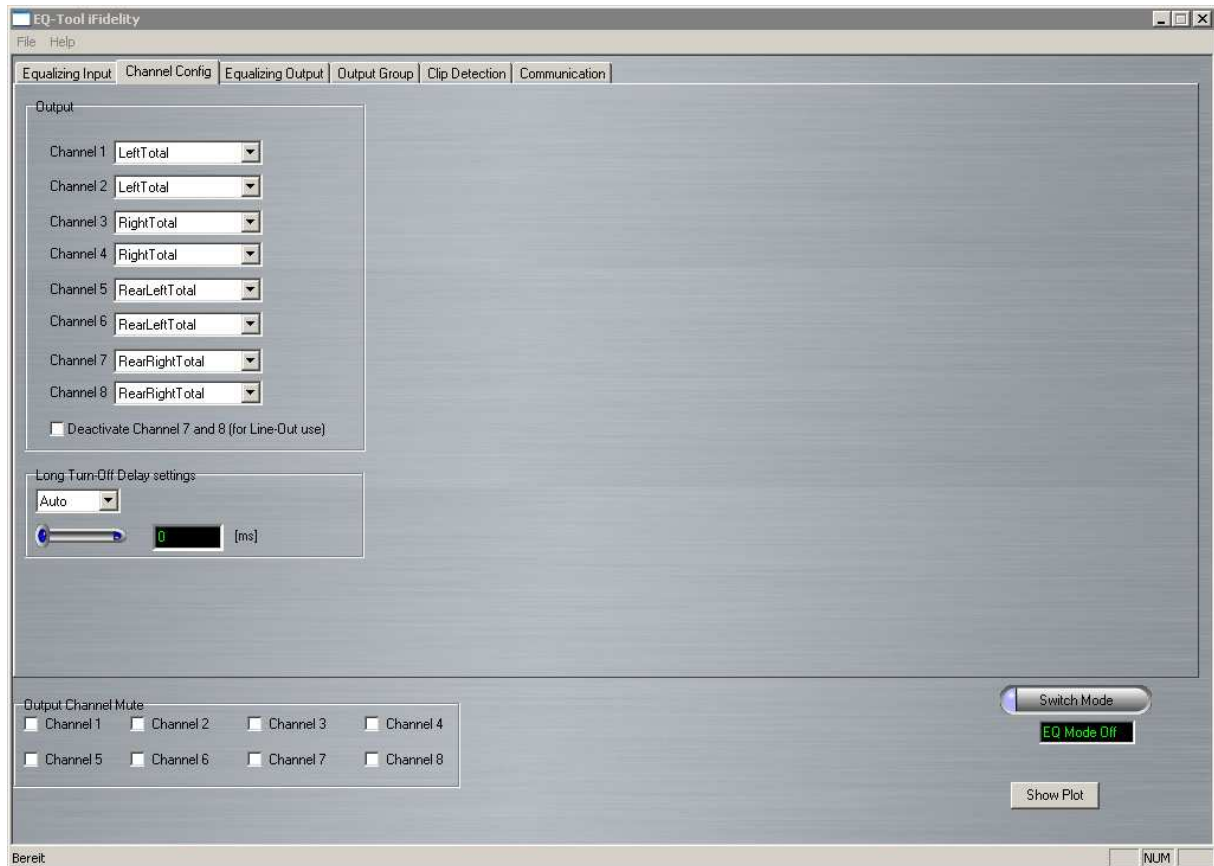 EQ-Tool iFidelity
File Help
Equalizing Input Channel Config Equalizing Output Output Group Clip Detection Communication
Output
Channel 1 LeftTotal
Channel 2 LeftTotal
Channel 3 RightTotal
Channel 4 RightTotal
Channel 5 RearLeftTotal
Channel 6 RearLeftTotal
Channel 7 RearRightTotal
Channel 8 RearRightTotal
Deactivate Channel 7 and 8 (for Line-Out use)
Long Turn-Off Delay settings
Auto
0 [ms]
Output Channel Mute
Channel 1 Channel 2 Channel 3 Channel 4
Channel 5 Channel 6 Channel 7 Channel 8
Switch Mode
EQ Mode Off
Show Plot
Bereit NUM